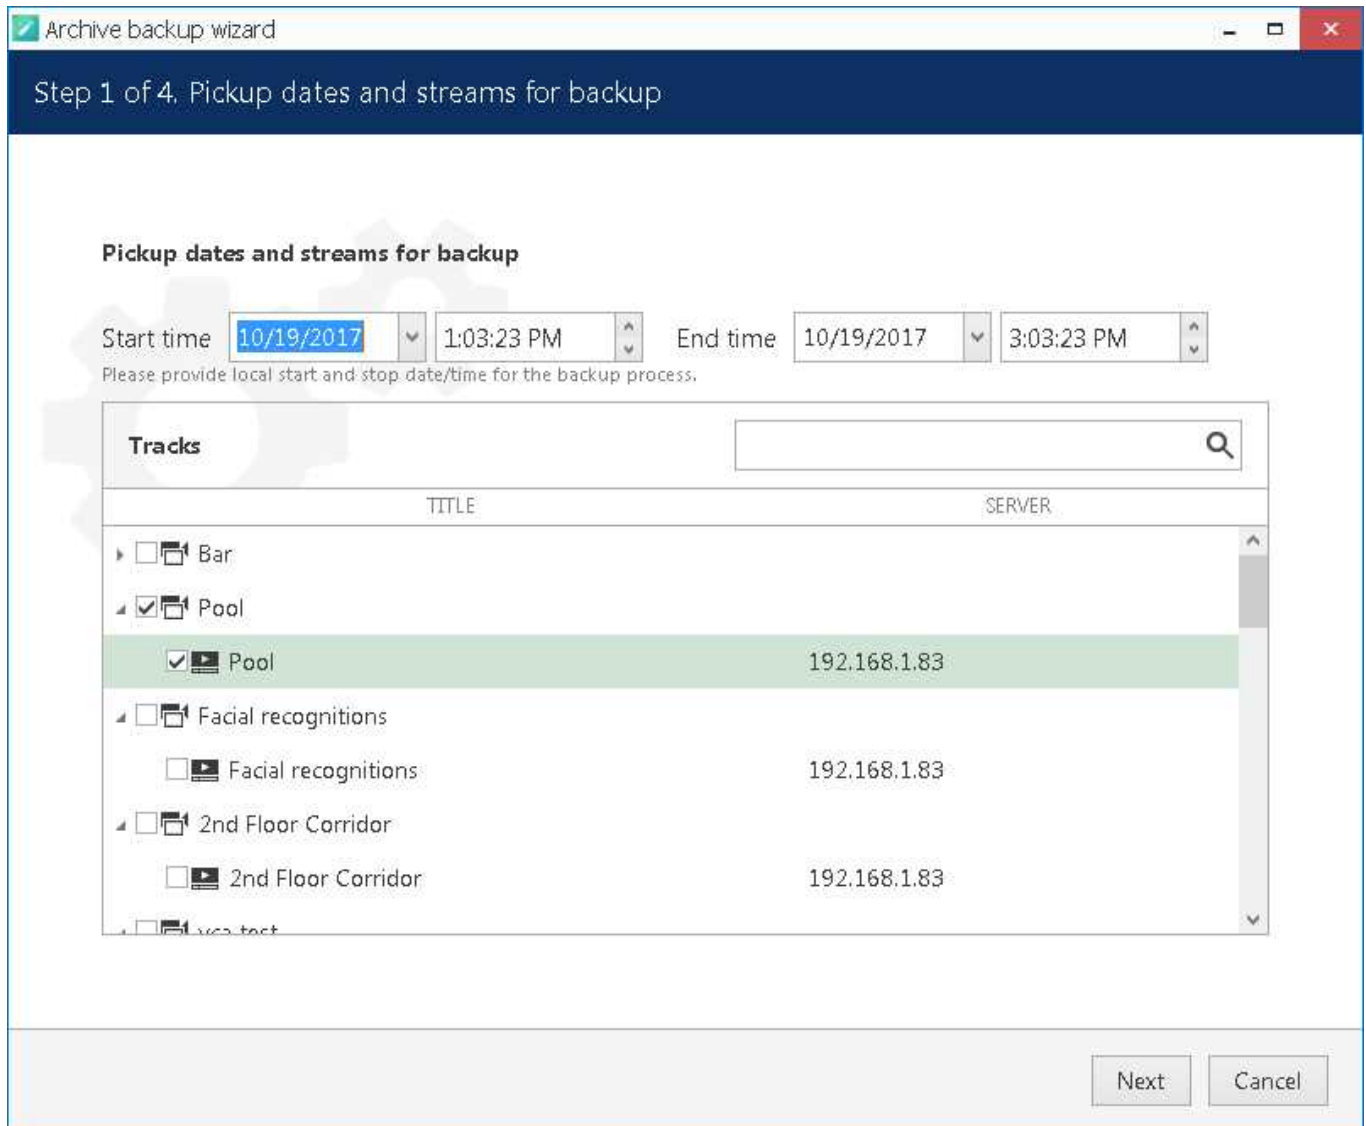 Archive backup wizard
Step 1 of 4. Pickup dates and streams for backup
Pickup dates and streams for backup
Start time 10/19/2017 1:03:23 PM End time 10/19/2017 3:03:23 PM
Please provide local start and stop date/time for the backup process.
Tracks
TITLE SERVER
Bar
Pool
Pool 192.168.1.83
Facial recognitions
Facial recognitions 192.168.1.83
2nd Floor Corridor
2nd Floor Corridor 192.168.1.83
vca test
Next Cancel